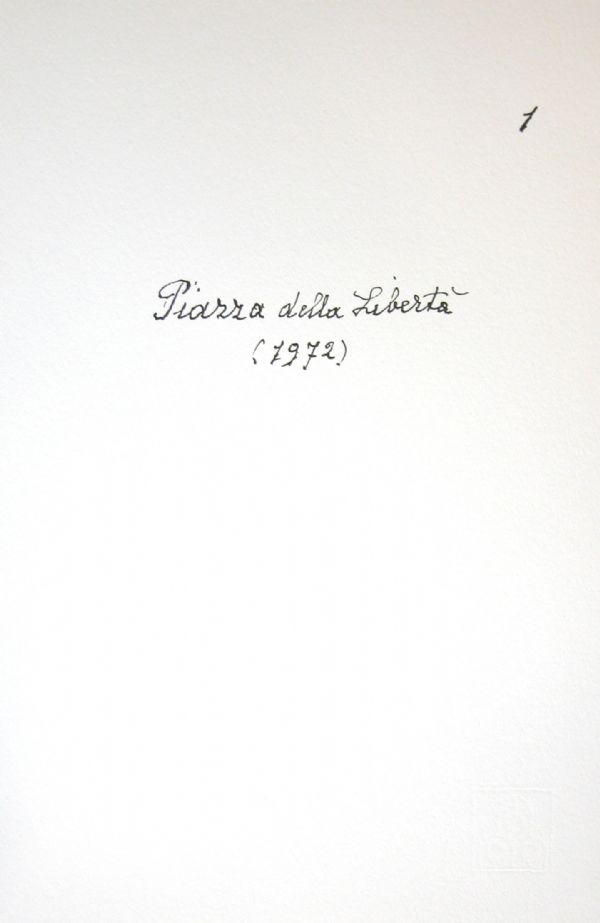 1
Piazza della Libertà
(1972)